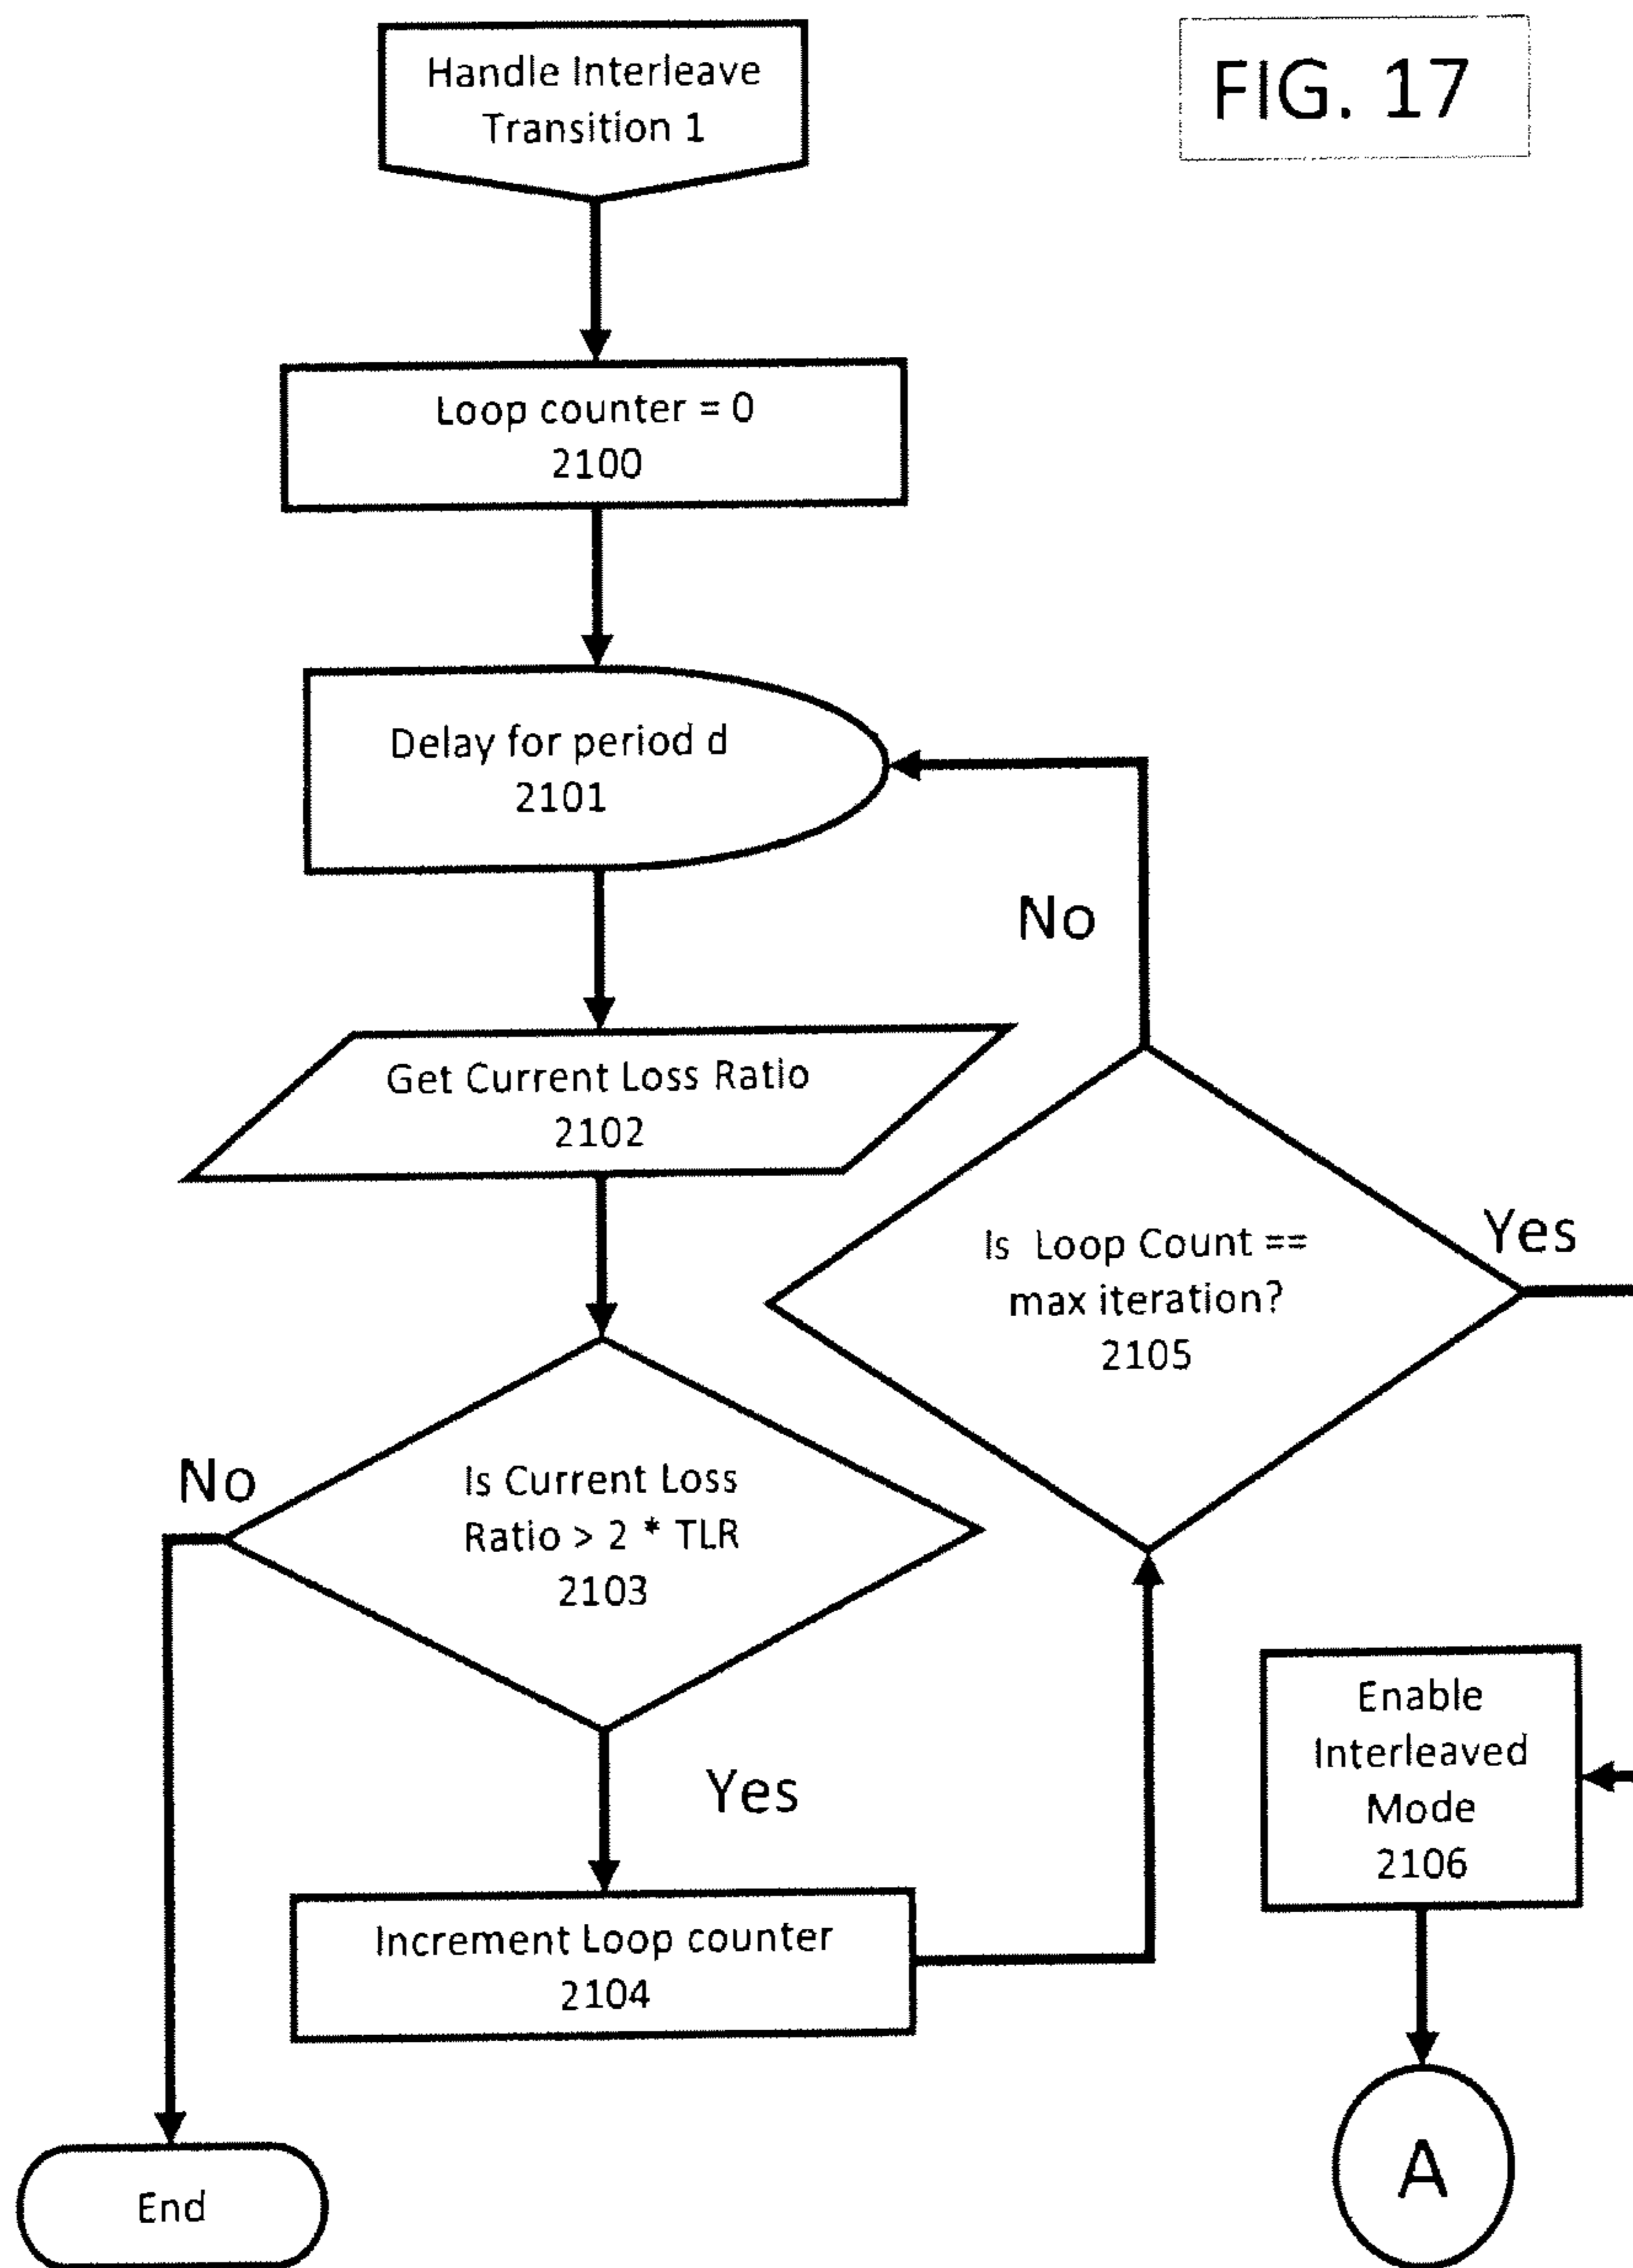 FIG. 17
Handle Interleave
Transition 1
Loop counter = 0
2100
Delay for period d
2101
No
Get Current Loss Ratio
2102
Is  Loop Count ==
max iteration?
2105
Yes
No
Is Current Loss
Ratio > 2 * TLR
2103
Yes
Increment Loop counter
2104
Enable
Interleaved
Mode
2106
End
A